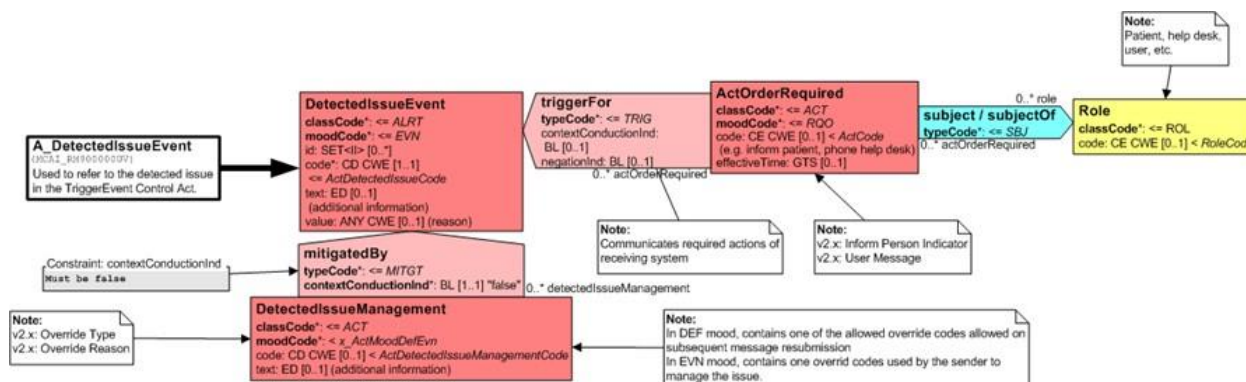 Note:
Patient, help desk,
user, etc.
A_DetectedIssueEvent
(MCAI_RM900000UV)
Used to refer to the detected issue
in the TriggerEvent Control Act.
DetectedIssueEvent
classCode*: <= ALRT
moodCode*: <= EVN
id: SET<II> [0..*]
code*: CD CWE [1..1]
<= ActDetectedIssueCode
text: ED [0..1]
(additional information)
value: ANY CWE [0..1] (reason)
triggerFor
typeCode*: <= TRIG
contextConductionInd:
BL [0..1]
negationInd: BL [0..1]
0..* actOrderRequired
ActOrderRequired
classCode*: <= ACT
moodCode*: <= RQO
code: CE CWE [0..1] < ActCode
(e.g. inform patient, phone help desk)
effectiveTime: GTS [0..1]
0..* role
subject / subjectOf
typeCode*: <= SBJ
0..* actOrderRequired
Role
classCode*: <= ROL
code: CE CWE [0..1] < RoleCod
Note:
Communicates required actions of
receiving system
Note:
v2.x: Inform Person Indicator
v2.x: User Message
Constraint: contextConductionInd
Must be false
mitigatedBy
typeCode*: <= MITGT
contextConductionInd*: BL [1..1] "false"
0..* detectedIssueManagement
Note:
v2.x: Override Type
v2.x: Override Reason
DetectedIssueManagement
classCode*: <= ACT
moodCode*: < x_ActMoodDefEvn
code: CD CWE [0..1] < ActDetectedIssueManagementCode
text: ED [0..1] (additional information)
Note:
In DEF mood, contains one of the allowed override codes allowed on
subsequent message resubmission
In EVN mood, contains one overrid codes used by the sender to
manage the issue.